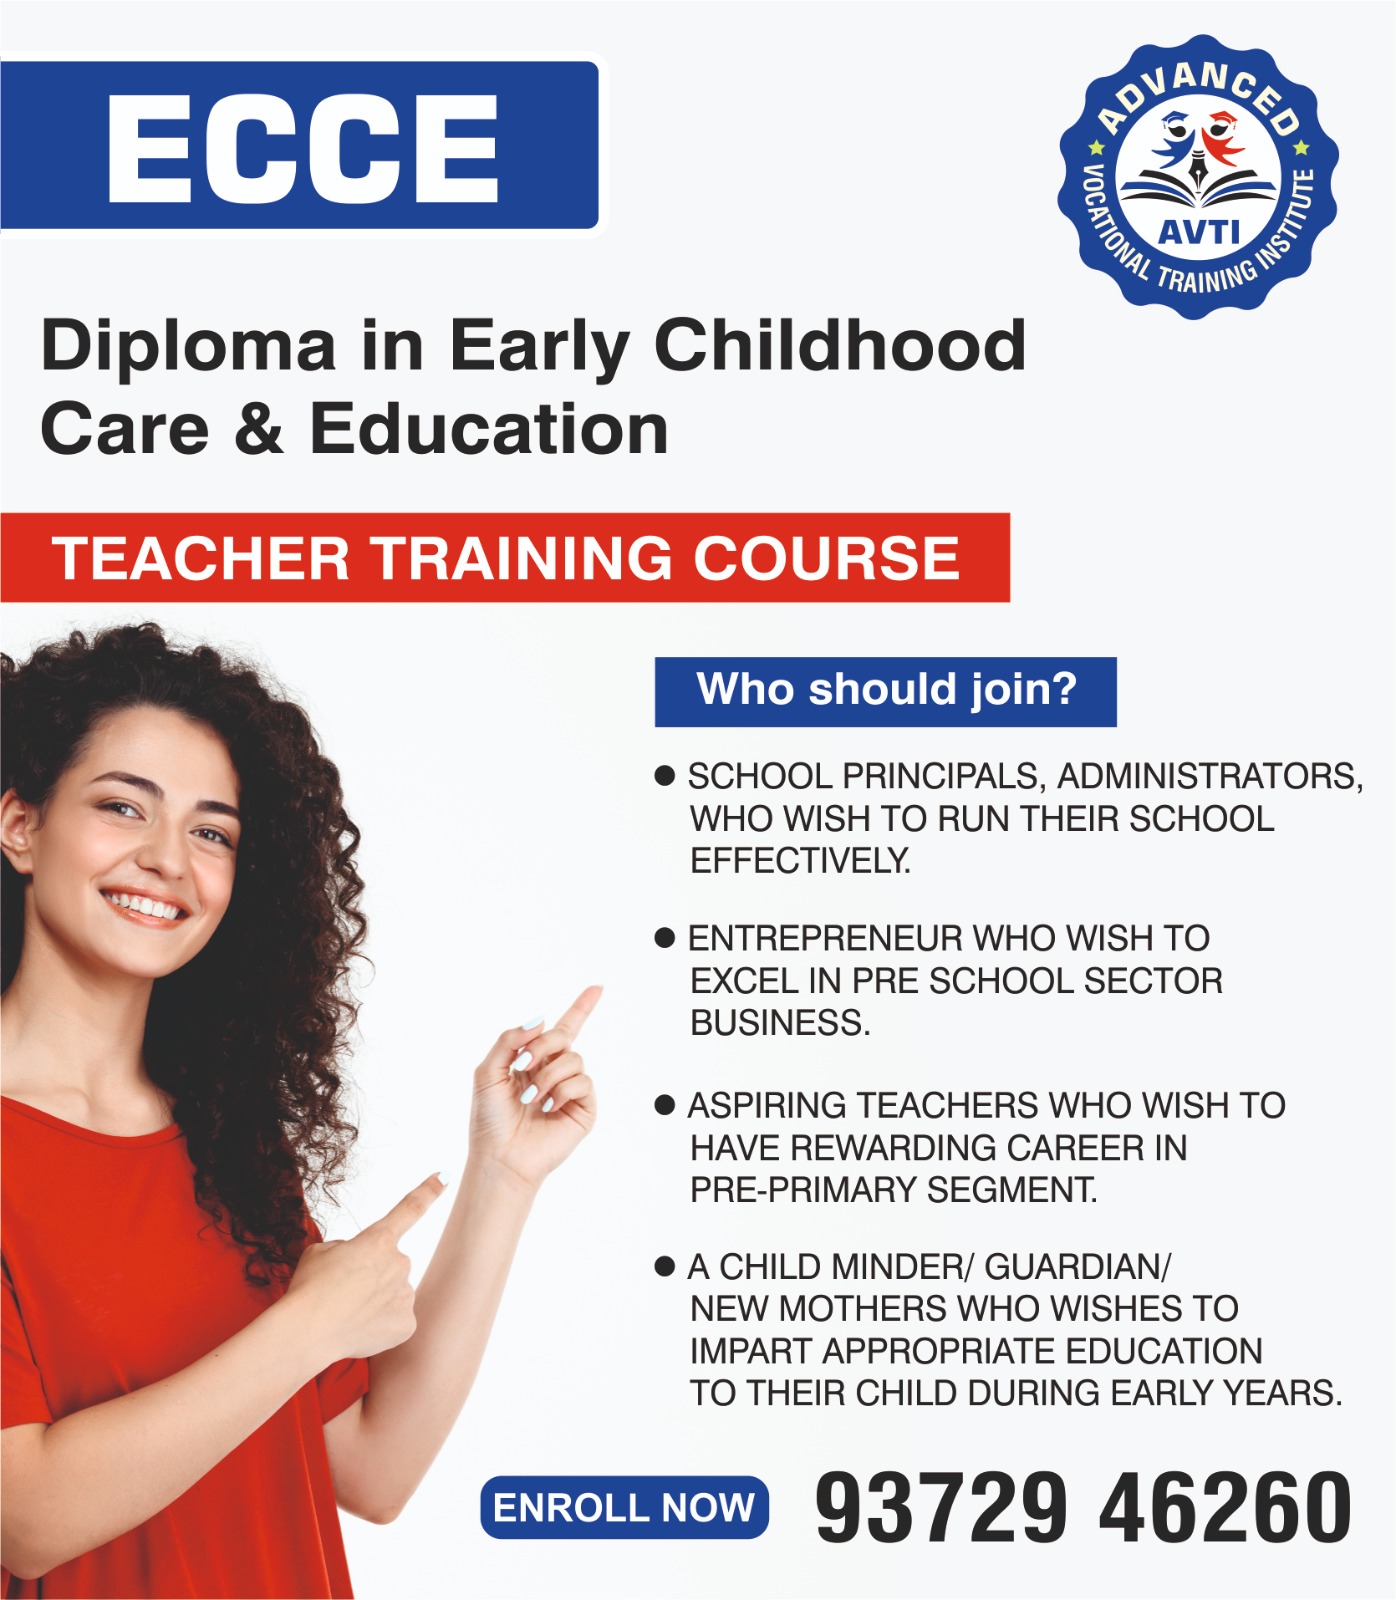 ECCE
ADVANCED
VOCATIONAL TRAINING INSTITUTE
AVTI
Diploma in Early Childhood
Care & Education
TEACHER TRAINING COURSE
Who should join?
● SCHOOL PRINCIPALS, ADMINISTRATORS,
WHO WISH TO RUN THEIR SCHOOL
EFFECTIVELY.
● ENTREPRENEUR WHO WISH TO
EXCEL IN PRE SCHOOL SECTOR
BUSINESS.
● ASPIRING TEACHERS WHO WISH TO
HAVE REWARDING CAREER IN
PRE-PRIMARY SEGMENT.
● A CHILD MINDER/ GUARDIAN/
NEW MOTHERS WHO WISHES TO
IMPART APPROPRIATE EDUCATION
TO THEIR CHILD DURING EARLY YEARS.
ENROLL NOW 93729 46260